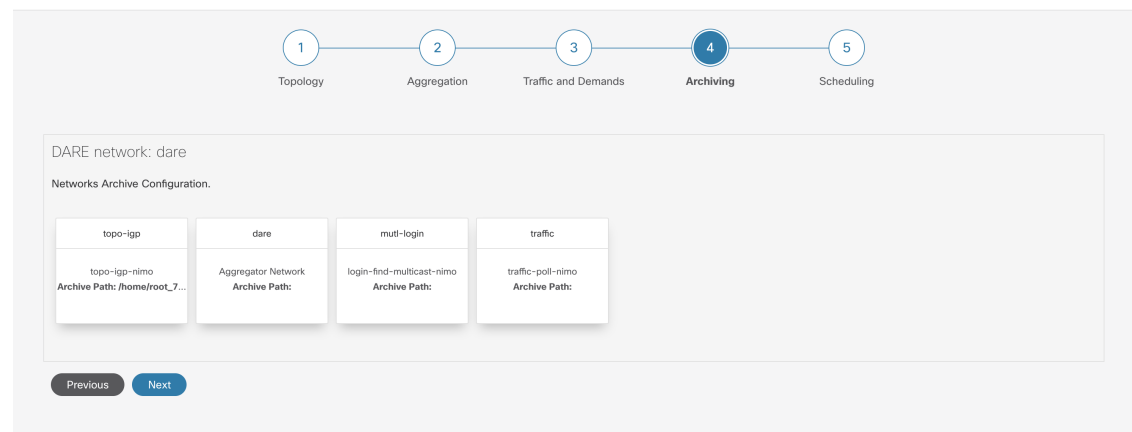 1 2 3 4 5
Topology Aggregation Traffic and Demands Archiving Scheduling
DARE network: dare
Networks Archive Configuration.
topo-igp dare mutl-login traffic
topo-igp-nimo Aggregator Network login-find-multicast-nimo traffic-poll-nimo
Archive Path: /home/root_7... Archive Path: Archive Path: Archive Path:
Previous Next